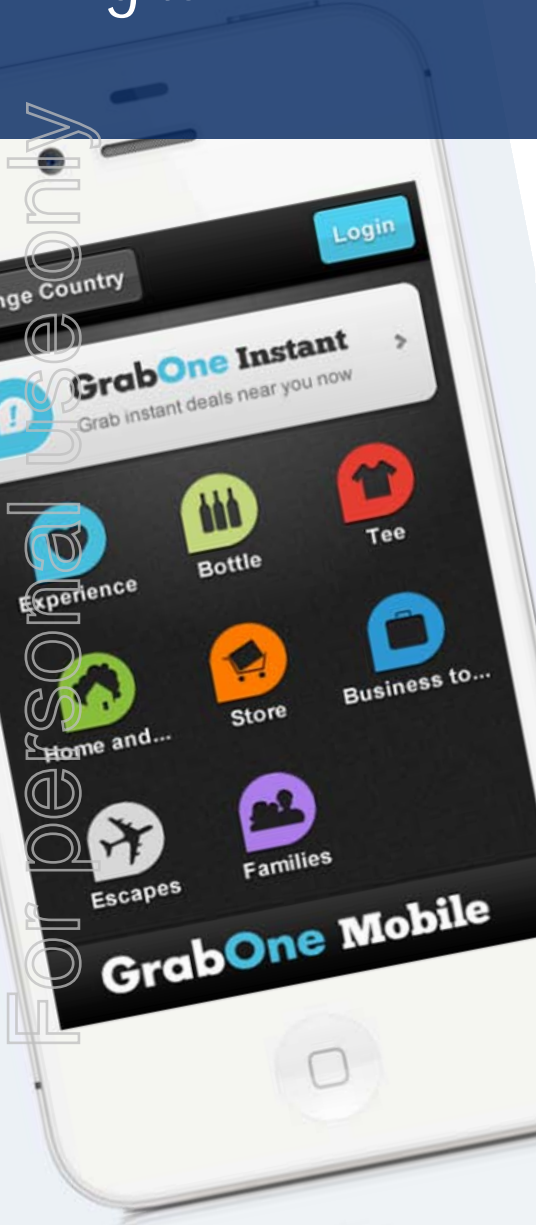 Login
nge Country
GrabOne Instant
Grab instant deals near you now
!
Experience
Bottle
Tee
Home and...
Store
Business to...
Escapes
Families
GrabOne Mobile
For personal use only